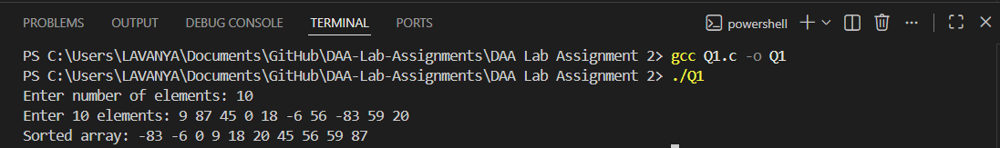 PROBLEMS OUTPUT DEBUG CONSOLE TERMINAL PORTS powershell
PS C:\Users\LAVANYA\Documents\GitHub\DAA-Lab-Assignments\DAA Lab Assignment 2> gcc Q1.c -o Q1
PS C:\Users\LAVANYA\Documents\GitHub\DAA-Lab-Assignments\DAA Lab Assignment 2> ./Q1
Enter number of elements: 10
Enter 10 elements: 9 87 45 0 18 -6 56 -83 59 20
Sorted array: -83 -6 0 9 18 20 45 56 59 87